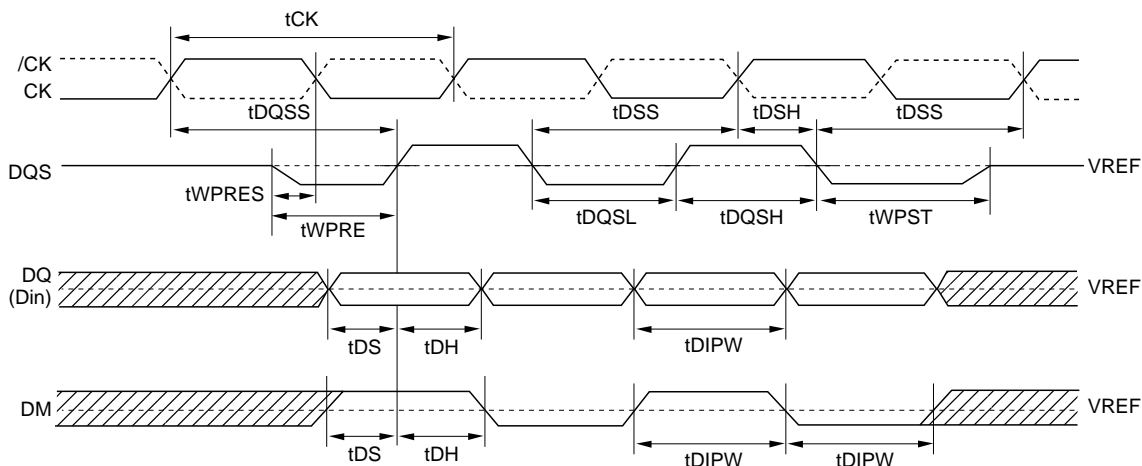 tCK
/CK
CK
tDQSS tDSS tDSH tDSS
DQS VREF
tWPRES
tDQSL tDQSH tWPST
tWPRE
DQ
(Din) VREF
tDS tDH tDIPW
DM VREF
tDS tDH tDIPW tDIPW